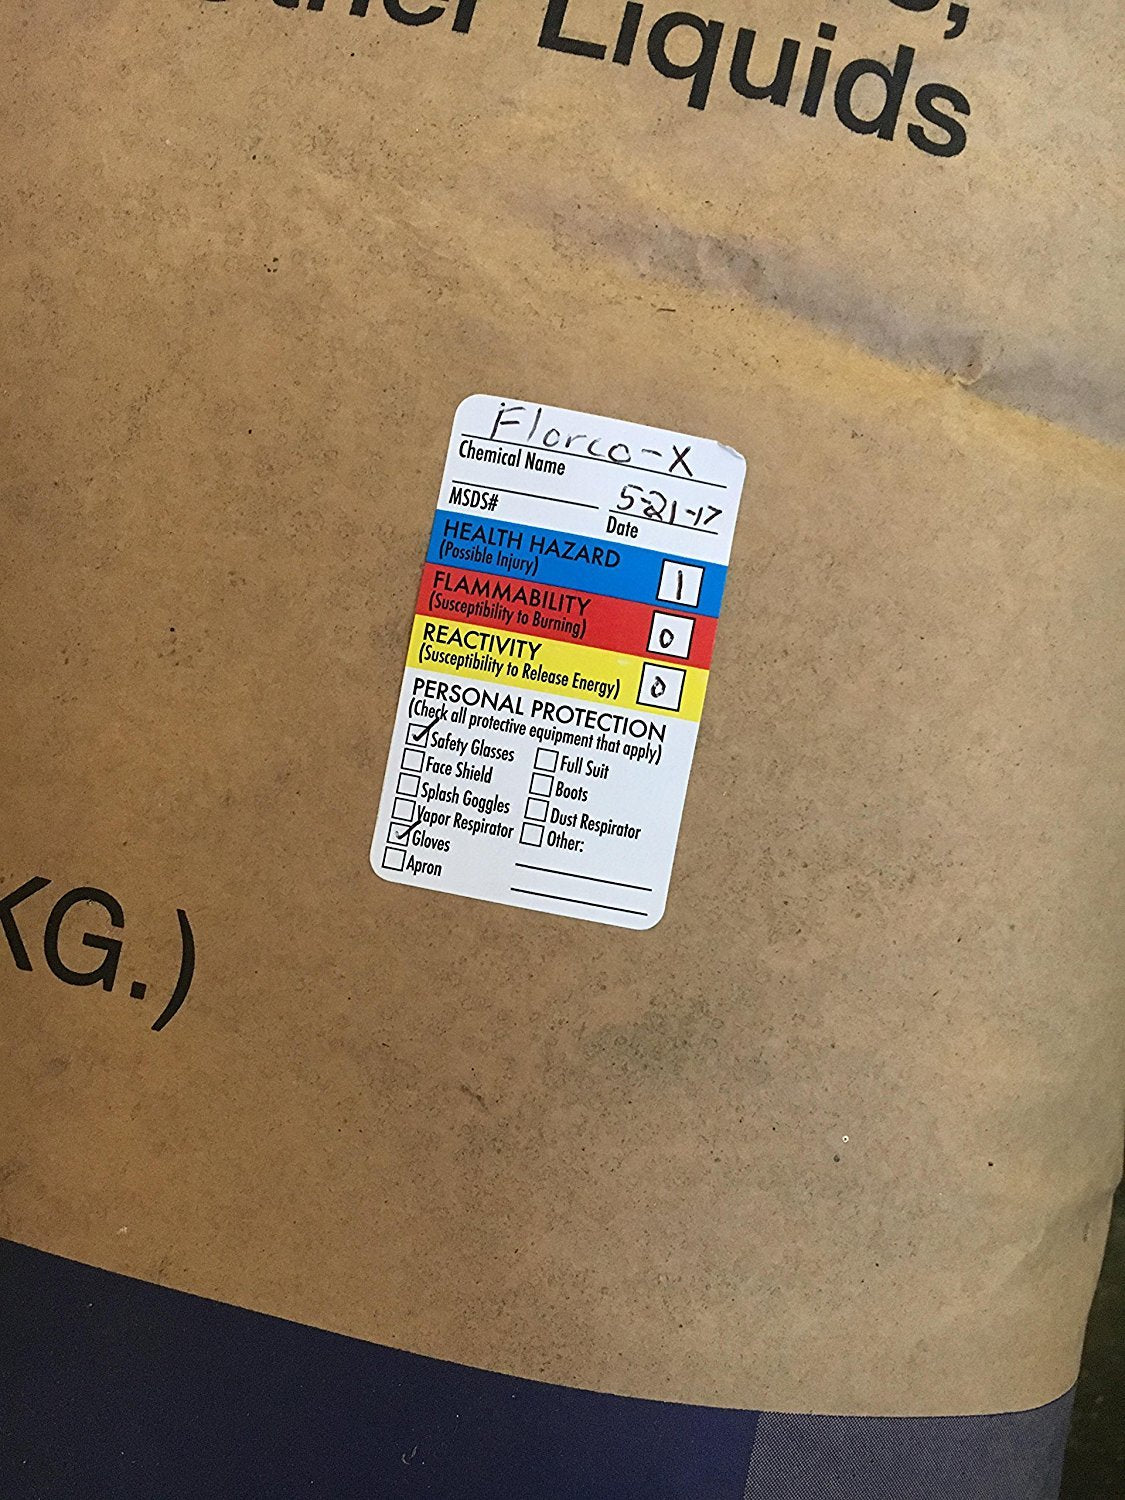 Liquids
Florco-X
Chemical Name
5-21-17
MSDS# Date
HEALTH HAZARD
(Possible Injury) 1
FLAMMABILITY
(Susceptibility to Burning) 0
REACTIVITY
(Susceptibility to Release Energy) 0
PERSONAL PROTECTION
(Check all protective equipment that apply)
Safety Glasses
Face Shield
Splash Goggles
Vapor Respirator
Gloves
Apron
Full Suit
Boots
Dust Respirator
Other:
KG.)